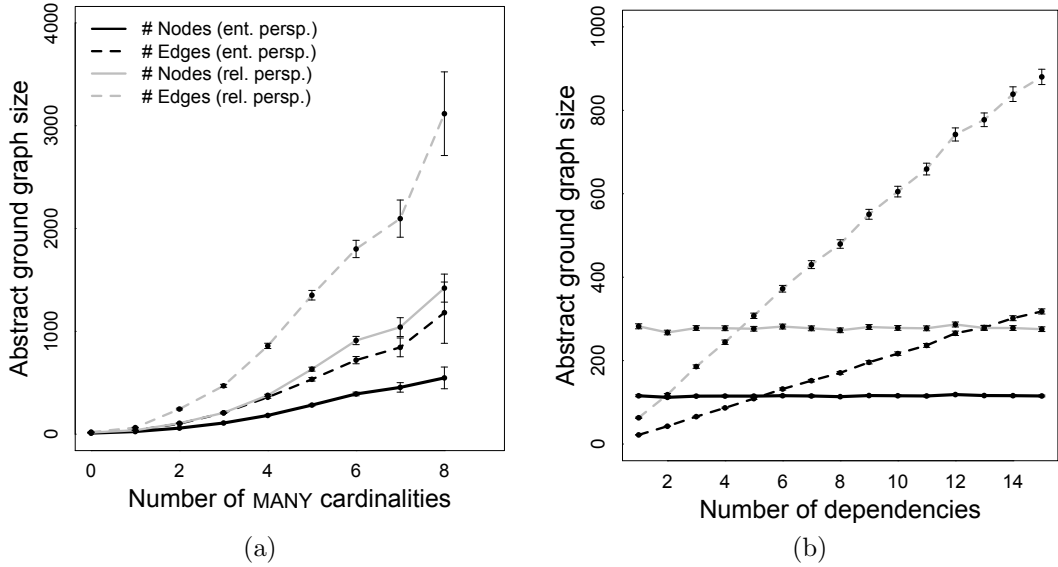 # Nodes (ent. persp.)
# Edges (ent. persp.)
# Nodes (rel. persp.)
# Edges (rel. persp.)
Abstract ground graph size
0
1000
2000
3000
4000
0
2
4
6
8
Number of MANY cardinalities
(a)
Abstract ground graph size
0
200
400
600
800
1000
2
4
6
8
10
12
14
Number of dependencies
(b)